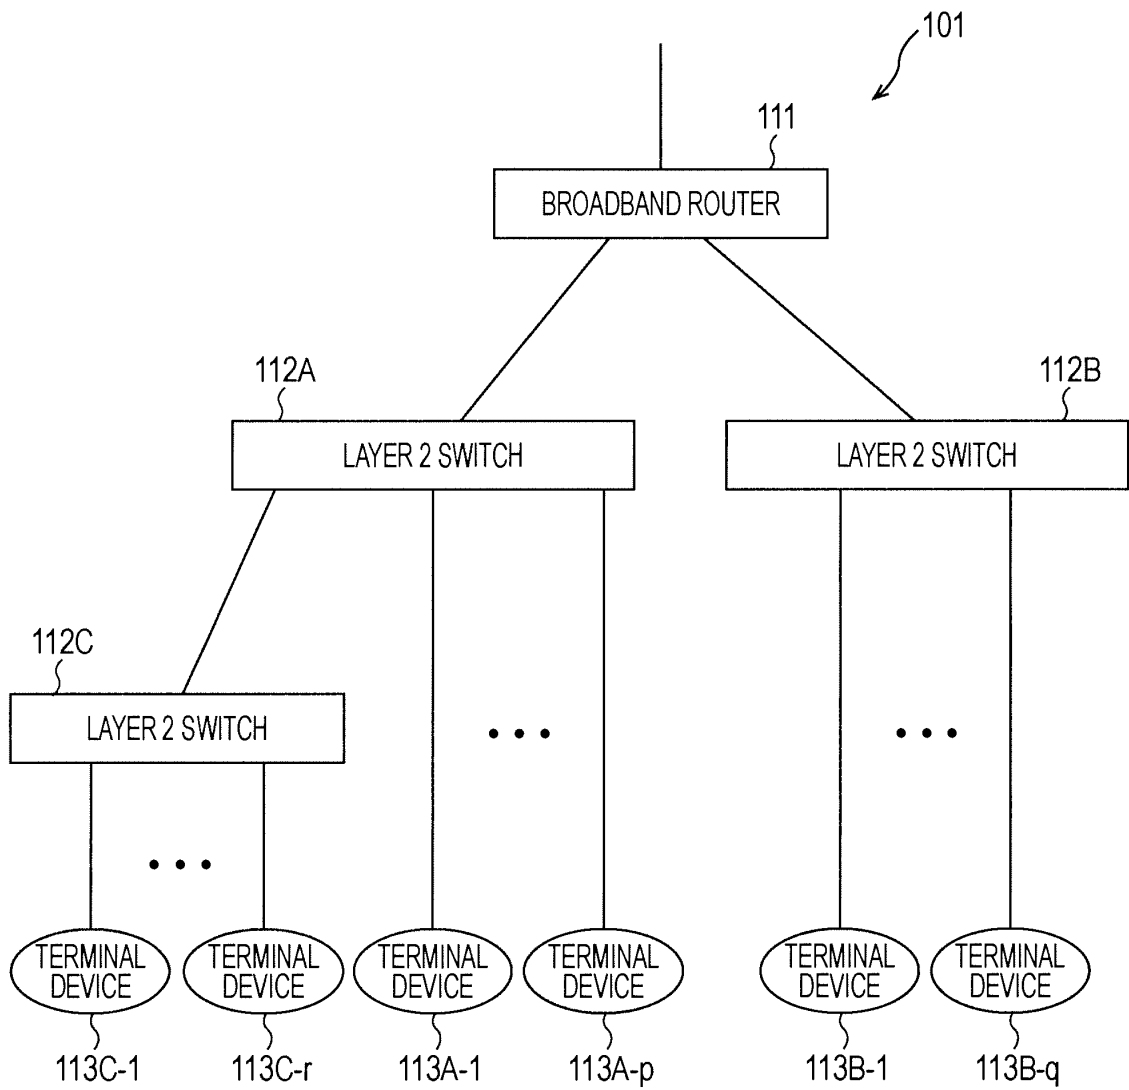 101
111
BROADBAND ROUTER
112A
112B
LAYER 2 SWITCH
LAYER 2 SWITCH
112C
LAYER 2 SWITCH
TERMINAL
DEVICE
TERMINAL
DEVICE
TERMINAL
DEVICE
TERMINAL
DEVICE
TERMINAL
DEVICE
TERMINAL
DEVICE
113C-1
113C-r
113A-1
113A-p
113B-1
113B-q